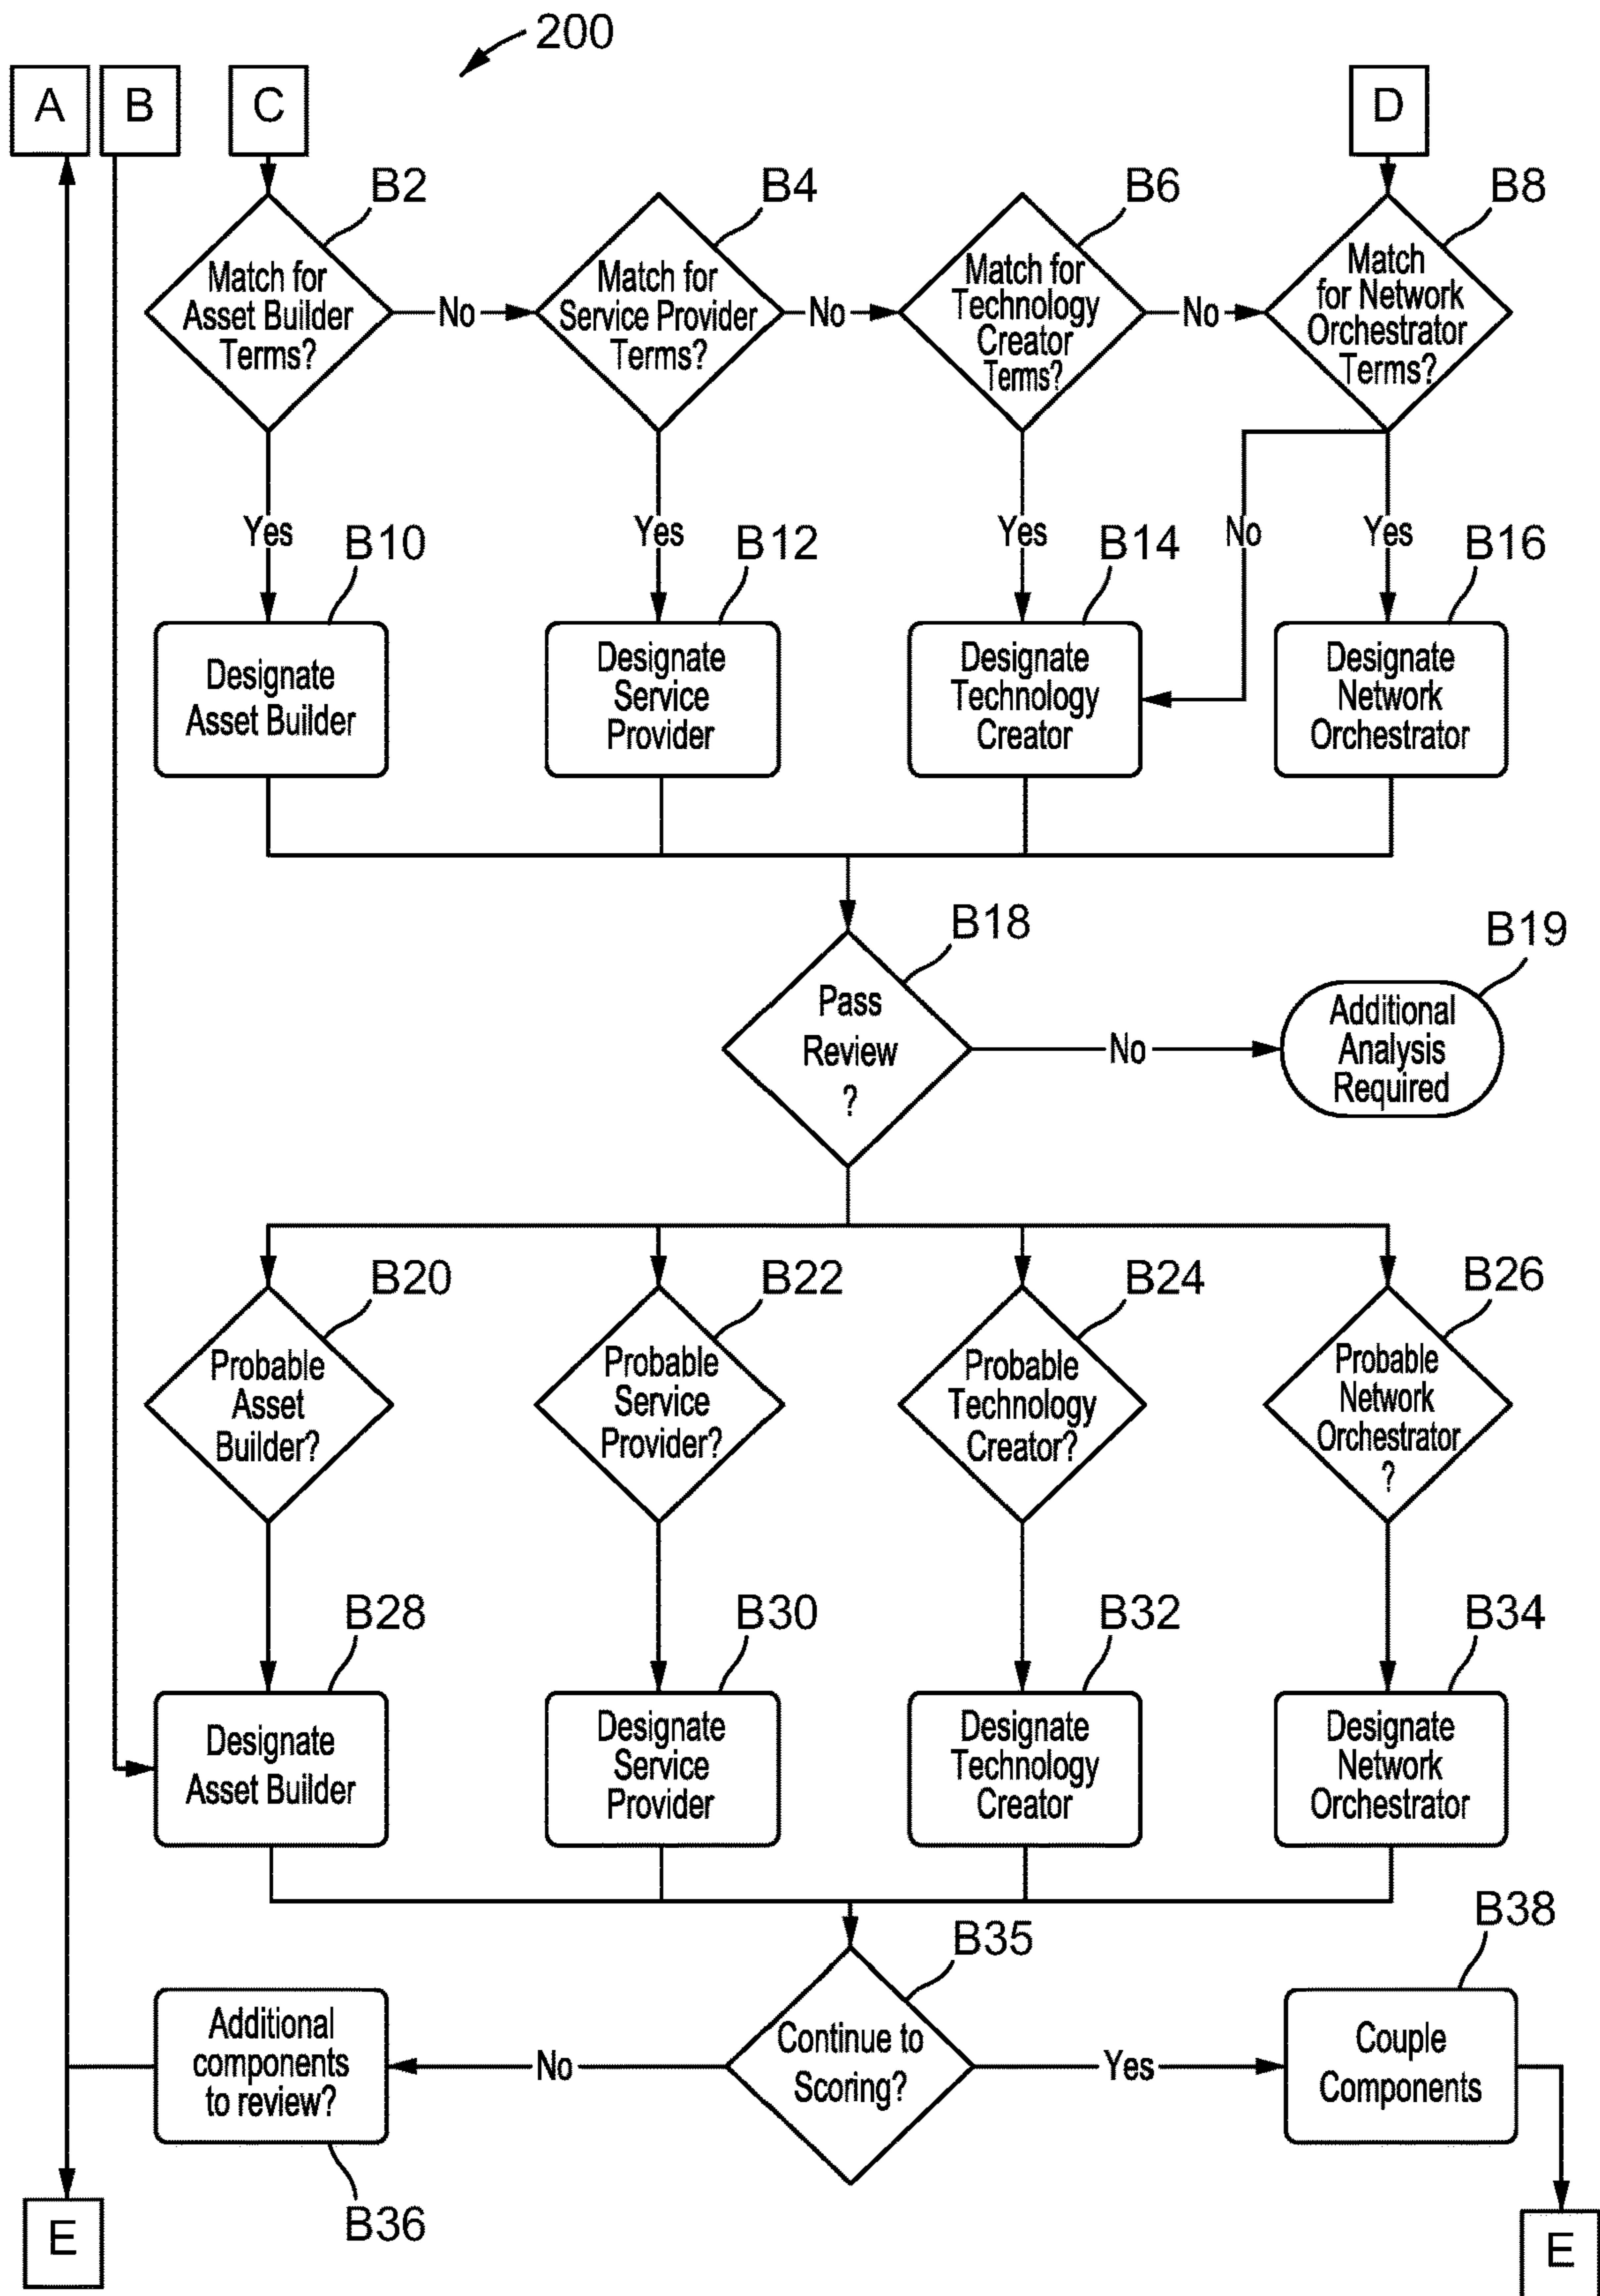 200
A
B
C
D
B2
B4
B6
B8
Match for
Asset Builder
Terms?
No
Match for
Service Provider
Terms?
No
Match for
Technology
Creator
Terms?
No
Match
for Network
Orchestrator
Terms?
Yes
Yes
Yes
No
Yes
B10
B12
B14
B16
Designate
Asset Builder
Designate
Service
Provider
Designate
Technology
Creator
Designate
Network
Orchestrator
B18
B19
Pass
Review
?
No
Additional
Analysis
Required
B20
B22
B24
B26
Probable
Asset
Builder?
Probable
Service
Provider?
Probable
Technology
Creator?
Probable
Network
Orchestrator
?
B28
B30
B32
B34
Designate
Asset Builder
Designate
Service
Provider
Designate
Technology
Creator
Designate
Network
Orchestrator
B35
B38
Additional
components
to review?
No
Continue to
Scoring?
Yes
Couple
Components
B36
E
E